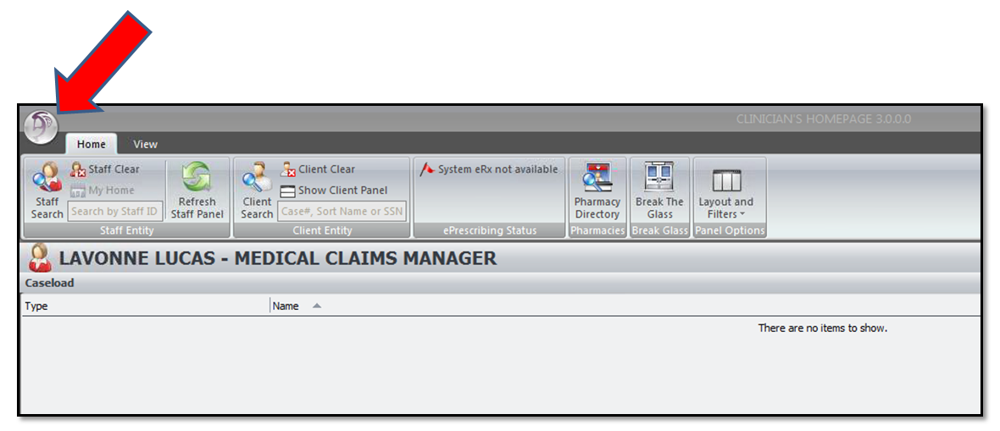 CLINICIAN'S HOMEPAGE 3.0.0.0
Home View
Staff Search
Staff Clear
My Home
Search by Staff ID
Refresh Staff Panel
Staff Entity
Client Search
Client Clear
Show Client Panel
Case#, Sort Name or SSN
Client Entity
System eRx not available
ePrescribing Status
Pharmacy Directory
Pharmacies
Break The Glass
Break Glass
Layout and Filters
Panel Options
LAVONNE LUCAS - MEDICAL CLAIMS MANAGER
Caseload
Type Name
There are no items to show.